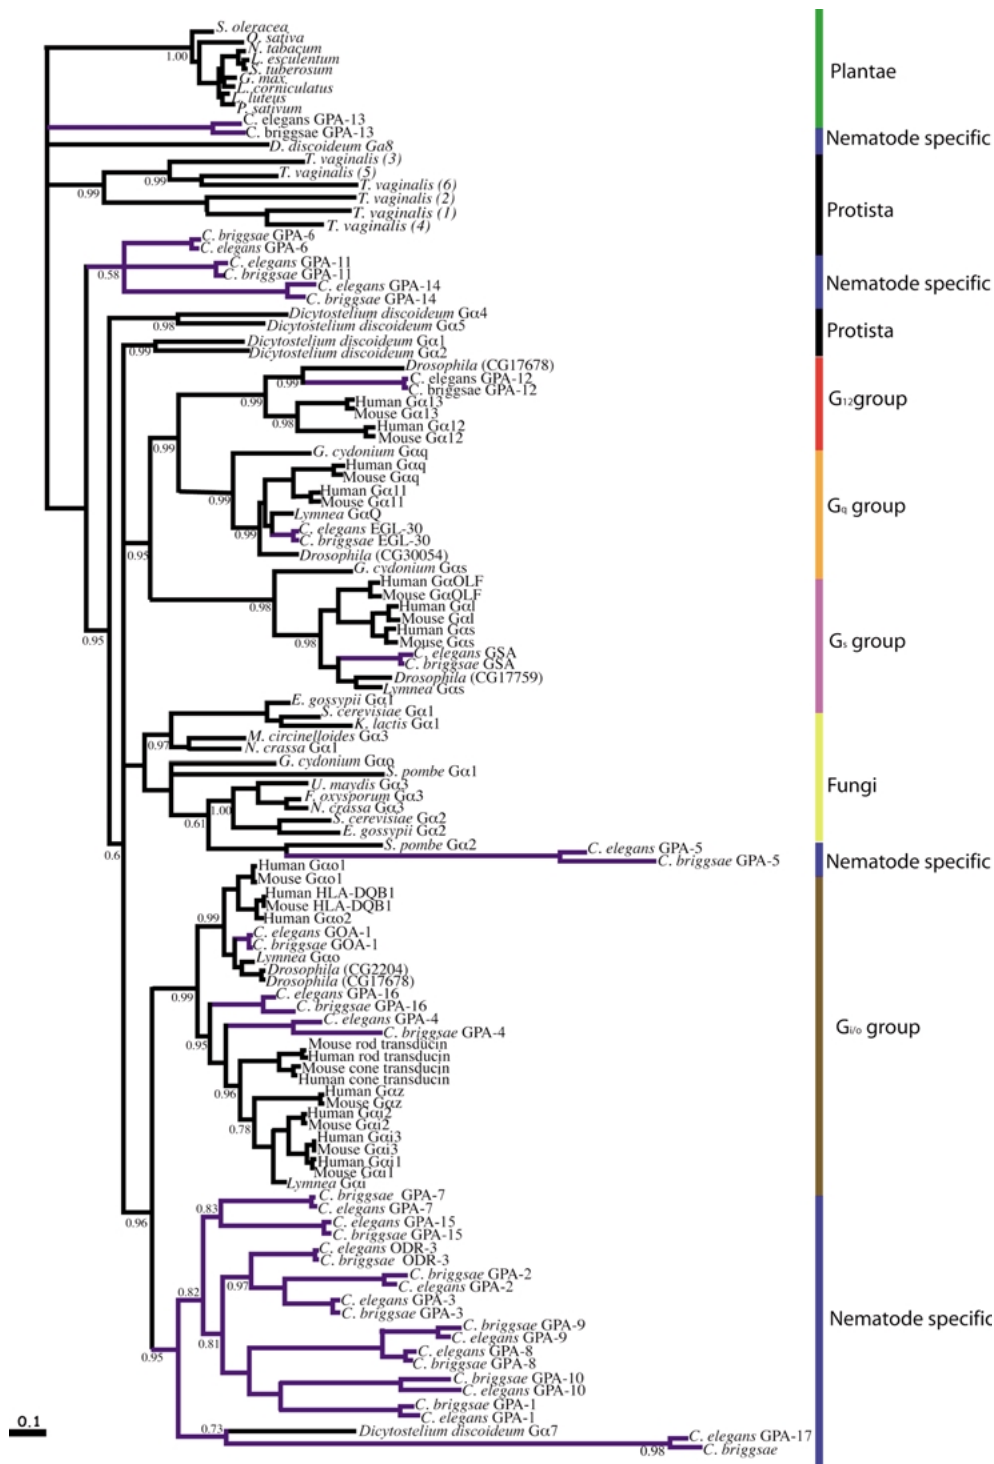 S. oleracea
O. sativa
N. tabacum
L. esculentum
S. tuberosum
1.00
Plantae
G. max
L. corniculatus
L. luteus
P. sativum
C. elegans GPA-13
C. briggsae GPA-13
Nematode specific
D. discoideum Ga8
T. vaginalis (3)
T. vaginalis (5)
0.99
T. vaginalis (6)
0.99
T. vaginalis (2)
T. vaginalis (1)
Protista
T. vaginalis (4)
C. briggsae GPA-6
C. elegans GPA-6
C. elegans GPA-11
C. briggsae GPA-11
0.58
C. elegans GPA-14
Nematode specific
C. briggsae GPA-14
Dicytostelium discoideum Gα4
0.98
Dicytostelium discoideum Gα5
Protista
Dicytostelium discoideum Gα1
0.99
Dicytostelium discoideum Gα2
Drosophila (CG17678)
0.99
C. elegans GPA-12
C. briggsae GPA-12
0.99
Human Gα13
G12group
Mouse Gα13
0.98
Human Gα12
Mouse Gα12
0.99
G. cydonium Gαq
Human Gαq
Mouse Gαq
Human Gα11
0.99
Mouse Gα11
Gq group
Lymnea GαQ
C. elegans EGL-30
0.99
C. briggsae EGL-30
0.95
Drosophila (CG30054)
G. cydonium Gαs
Human GαOLF
Mouse GαOLF
0.98
Human Gαl
Mouse Gαl
Human Gαs
Mouse Gαs
0.98
Gs group
0.95
C. elegans GSA
C. briggsae GSA
Drosophila (CG17759)
Lymnea Gαs
E. gossypii Gα1
S. cerevisiae Gα1
K. lactis Gα1
M. circinelloides Gα3
0.97
N. crassa Gα1
G. cydonium Gαo
S. pombe Gα1
U. maydis Gα3
Fungi
F. oxysporum Gα3
1.00
N. crassa Gα3
0.61
S. cerevisiae Gα2
E. gossypii Gα2
S. pombe Gα2
C. elegans GPA-5
0.6
C. briggsae GPA-5
Nematode specific
Human Gαo1
Mouse Gαo1
Human HLA-DQB1
Mouse HLA-DQB1
0.99
Human Gαo2
C. elegans GOA-1
C. briggsae GOA-1
Lymnea Gαo
Drosophila (CG2204)
Drosophila (CG17678)
0.99
C. elegans GPA-16
C. briggsae GPA-16
C. elegans GPA-4
Gi/o group
C. briggsae GPA-4
0.95
Mouse rod transducin
Human rod transducin
Mouse cone transducin
Human cone transducin
0.96
Human Gαz
Mouse Gαz
Human Gαi2
Mouse Gαi2
0.78
Human Gαi3
Mouse Gαi3
Human Gαi1
Mouse Gαi1
Lymnea Gαi
C. briggsae GPA-7
C. elegans GPA-7
0.83
C. elegans GPA-15
0.96
C. briggsae GPA-15
C. elegans ODR-3
C. briggsae ODR-3
C. briggsae GPA-2
0.97
C. elegans GPA-2
0.82
C. elegans GPA-3
C. briggsae GPA-3
Nematode specific
C. briggsae GPA-9
C. elegans GPA-9
0.81
C. elegans GPA-8
0.95
C. briggsae GPA-8
C. briggsae GPA-10
C. elegans GPA-10
C. briggsae GPA-1
C. elegans GPA-1
0.1
0.73
Dicytostelium discoideum Gα7
C. elegans GPA-17
0.98
C. briggsae